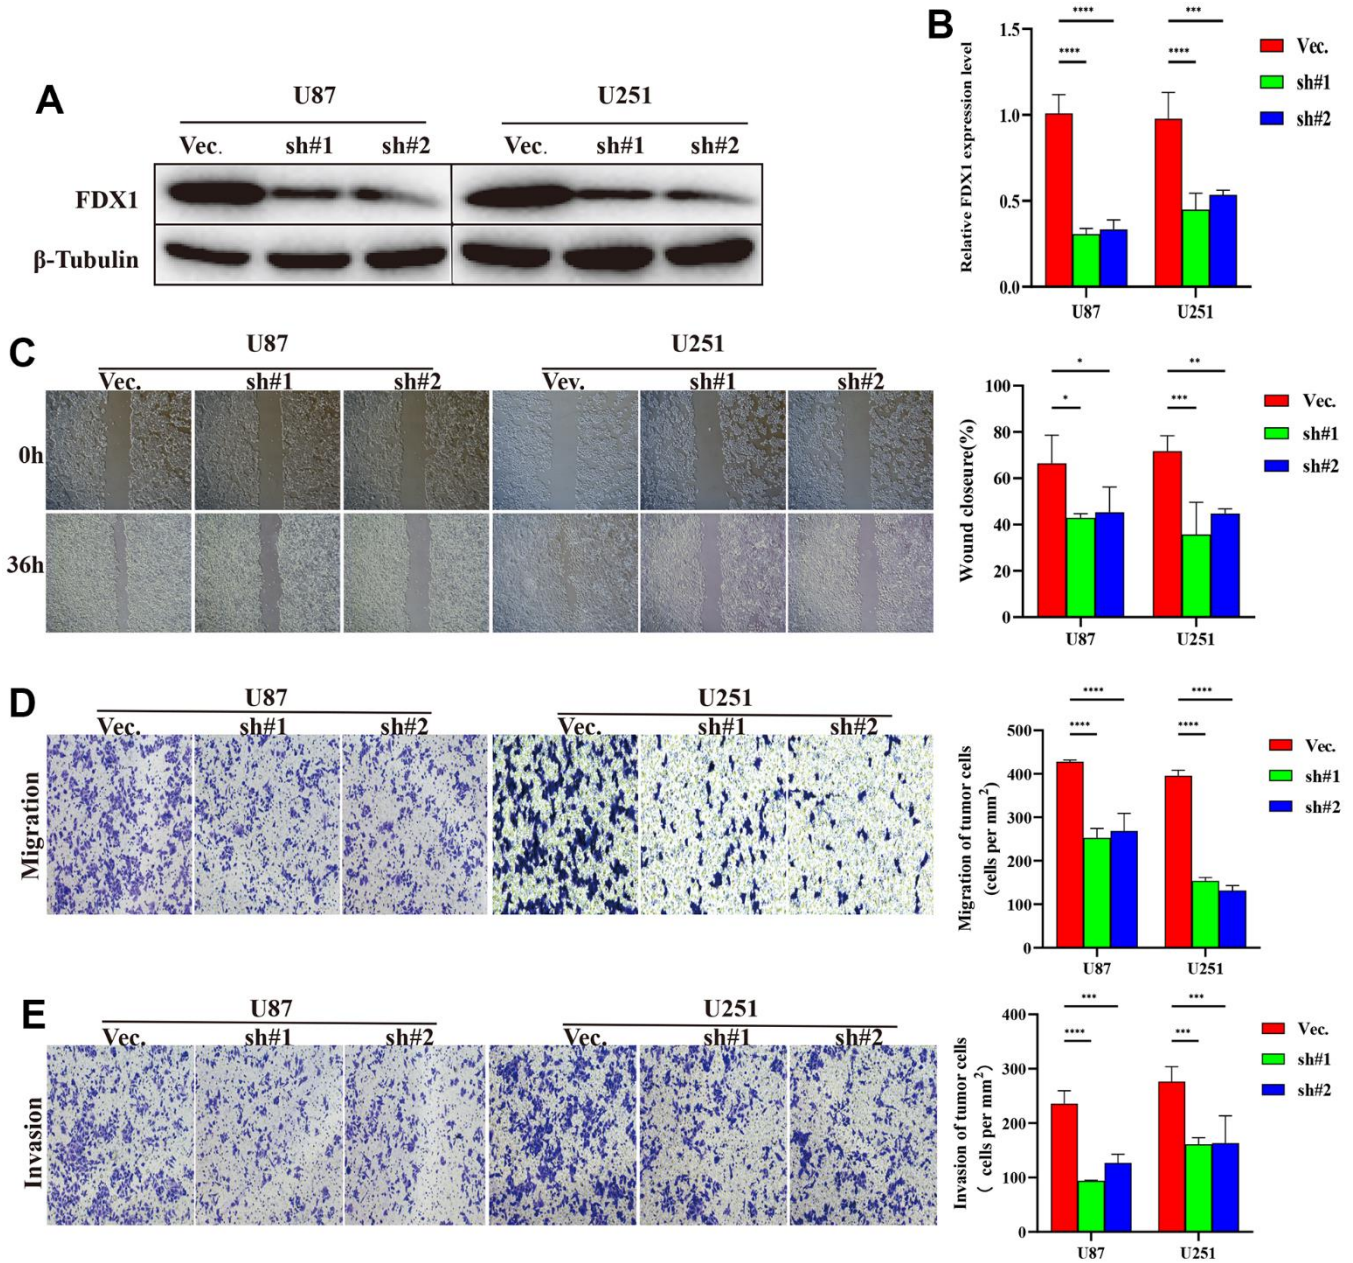 A
U87
U251
Vec.
sh#1
sh#2
Vec.
sh#1
sh#2
FDX1
β-Tubulin
B
Relative FDX1 expression level
1.5
1.0
0.5
0.0
****
****
***
****
U87
U251
Vec.
sh#1
sh#2
C
U87
U251
Vec.
sh#1
sh#2
Vev.
sh#1
sh#2
0h
36h
Wound closeure(%)
100
80
60
40
20
0
*
*
**
***
U87
U251
Vec.
sh#1
sh#2
D
U87
U251
Vec.
sh#1
sh#2
Vec.
sh#1
sh#2
Migration
Migration of tumor cells
(cells per mm²)
500
400
300
200
100
0
****
****
****
****
U87
U251
Vec.
sh#1
sh#2
E
U87
U251
Vec.
sh#1
sh#2
Vec.
sh#1
sh#2
Invasion
Invasion of tumor cells
( cells per mm²)
400
300
200
100
0
***
****
***
***
U87
U251
Vec.
sh#1
sh#2